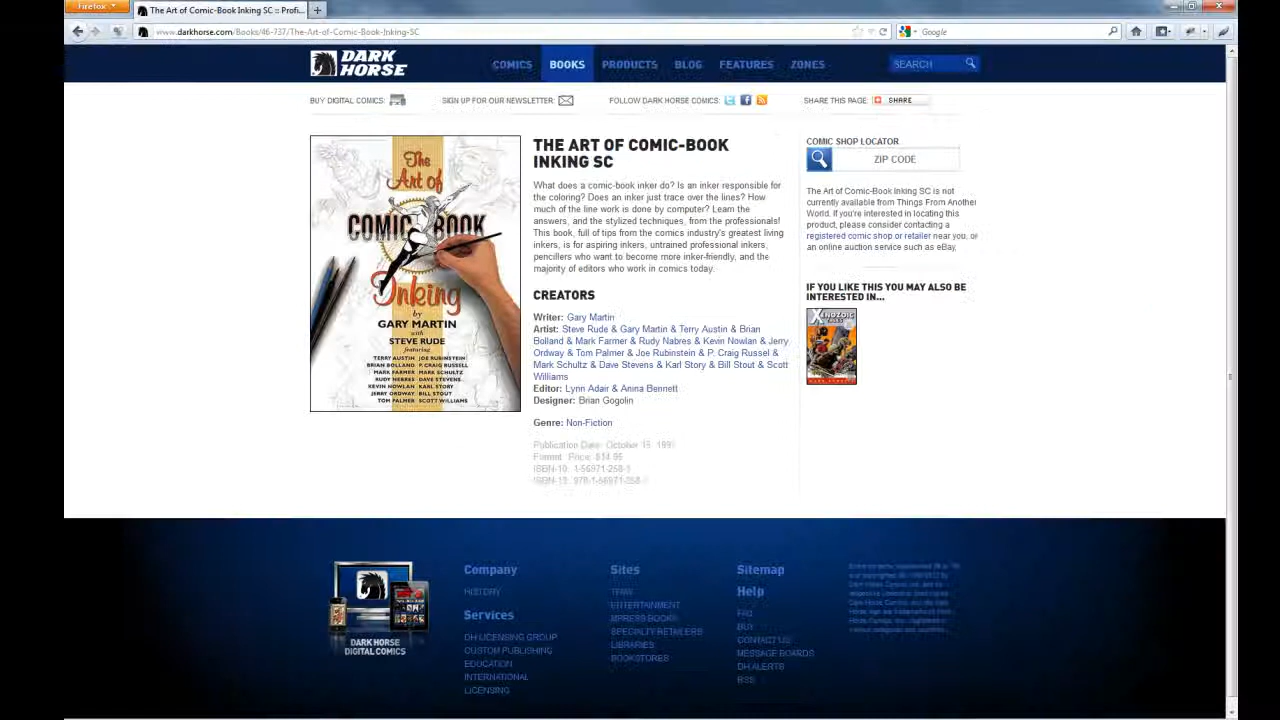 Firefox
The Art of Comic-Book Inking SC :: Profi...
www.darkhorse.com/Books/46-737/The-Art-of-Comic-Book-Inking-SC
Google
DARK HORSE
COMICS BOOKS PRODUCTS BLOG FEATURES ZONES
SEARCH
BUY DIGITAL COMICS:
SIGN UP FOR OUR NEWSLETTER:
FOLLOW DARK HORSE COMICS:
SHARE THIS PAGE: SHARE
The
Art of
COMIC BOOK
Inking
by
GARY MARTIN
with
STEVE RUDE
featuring
TERRY AUSTIN JOE RUBINSTEIN
BRIAN BOLLAND P. CRAIG RUSSELL
MARK FARMER MARK SCHULTZ
RUDY NEBRES DAVE STEVENS
KEVIN NOWLAN KARL STORY
JERRY ORDWAY BILL STOUT
TOM PALMER SCOTT WILLIAMS
THE ART OF COMIC-BOOK
INKING SC
What does a comic-book inker do? Is an inker responsible for
the coloring? Does an inker just trace over the lines? How
much of the line work is done by computer? Learn the
answers, and the stylized techniques, from the professionals!
This book, full of tips from the comics industry's greatest living
inkers, is for aspiring inkers, untrained professional inkers,
pencillers who want to become more inker-friendly, and the
majority of editors who work in comics today.
CREATORS
Writer: Gary Martin
Artist: Steve Rude & Gary Martin & Terry Austin & Brian
Bolland & Mark Farmer & Rudy Nabres & Kevin Nowlan & Jerry
Ordway & Tom Palmer & Joe Rubinstein & P. Craig Russell &
Mark Schultz & Dave Stevens & Karl Story & Bill Stout & Scott
Williams
Editor: Lynn Adair & Anina Bennett
Designer: Brian Gogolin
Genre: Non-Fiction
Publication Date: October
Format Price: $14.95
ISBN-10: 1-56971-258-
ISBN-13: 978-1-56971-258-
COMIC SHOP LOCATOR
ZIP CODE
The Art of Comic-Book Inking SC is not
currently available from Things From Another
World. If you're interested in locating this
product, please consider contacting a
registered comic shop or retailer near you, or
an online auction service such as eBay.
IF YOU LIKE THIS YOU MAY ALSO BE
INTERESTED IN...
XENOZOIC
DARK HORSE
DIGITAL COMICS
Company
HISTORY
Services
DH LICENSING GROUP
CUSTOM PUBLISHING
EDUCATION
INTERNATIONAL
LICENSING
Sites
TFAW
ENTERTAINMENT
MPRESS BOOKS
SPECIALTY RETAILERS
LIBRARIES
BOOKSTORES
Sitemap
Help
FAQ
BUY
CONTACT US
MESSAGE BOARDS
DH ALERTS
RSS